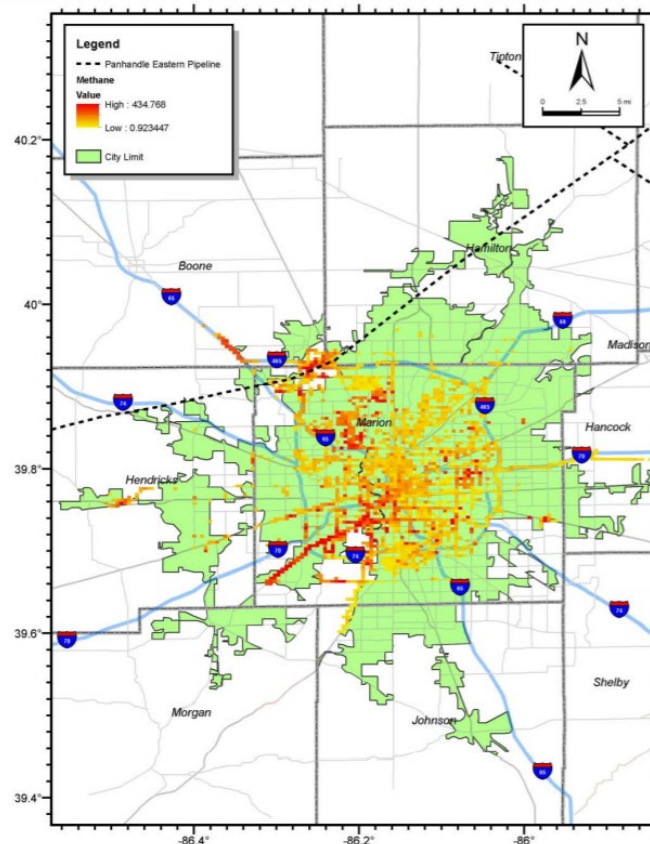 Legend
Panhandle Eastern Pipeline
Methane
Value
High : 434.768
Low : 0.923447
City Limit
N
0 2.5 5 mi
Tipton
40.2°
Hamilton
Boone
65
40°
69
Madison
465
74
465
Marion
Hancock
65
70
39.8°
Hendricks
70
74
65
74
39.6°
70
Shelby
Morgan
Johnson
65
39.4°
-86.4°
-86.2°
-86°